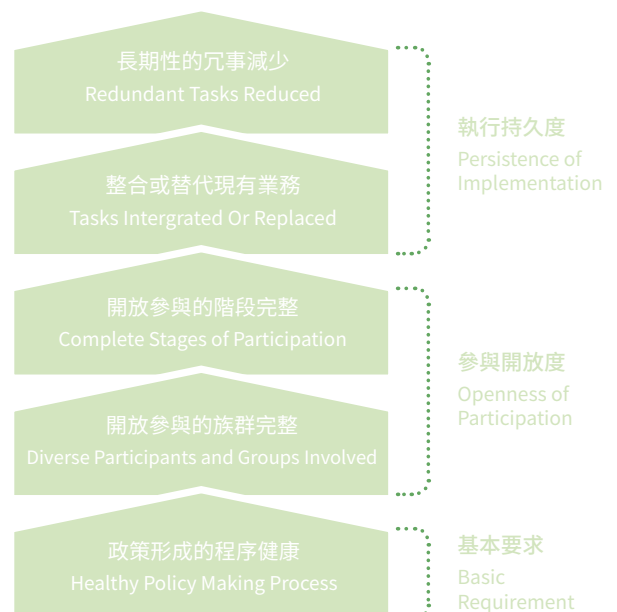 長期性的冗事減少
Redundant Tasks Reduced
整合或替代現有業務
Tasks Intergrated Or Replaced
執行持久度
Persistence of
Implementation
開放參與的階段完整
Complete Stages of Participation
開放參與的族群完整
Diverse Participants and Groups Involved
參與開放度
Openness of
Participation
政策形成的程序健康
Healthy Policy Making Process
基本要求
Basic
Requirement